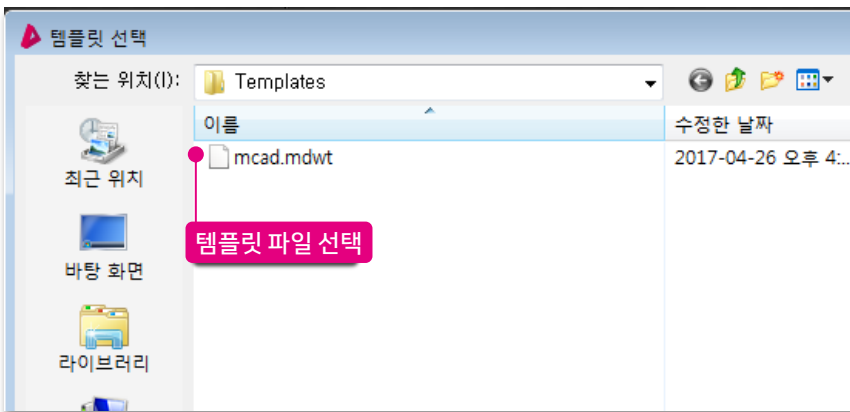 템플릿 선택
찾는 위치(I):
Templates
이름
수정한 날짜
mcad.mdwt
2017-04-26 오후 4:...
최근 위치
템플릿 파일 선택
바탕 화면
라이브러리